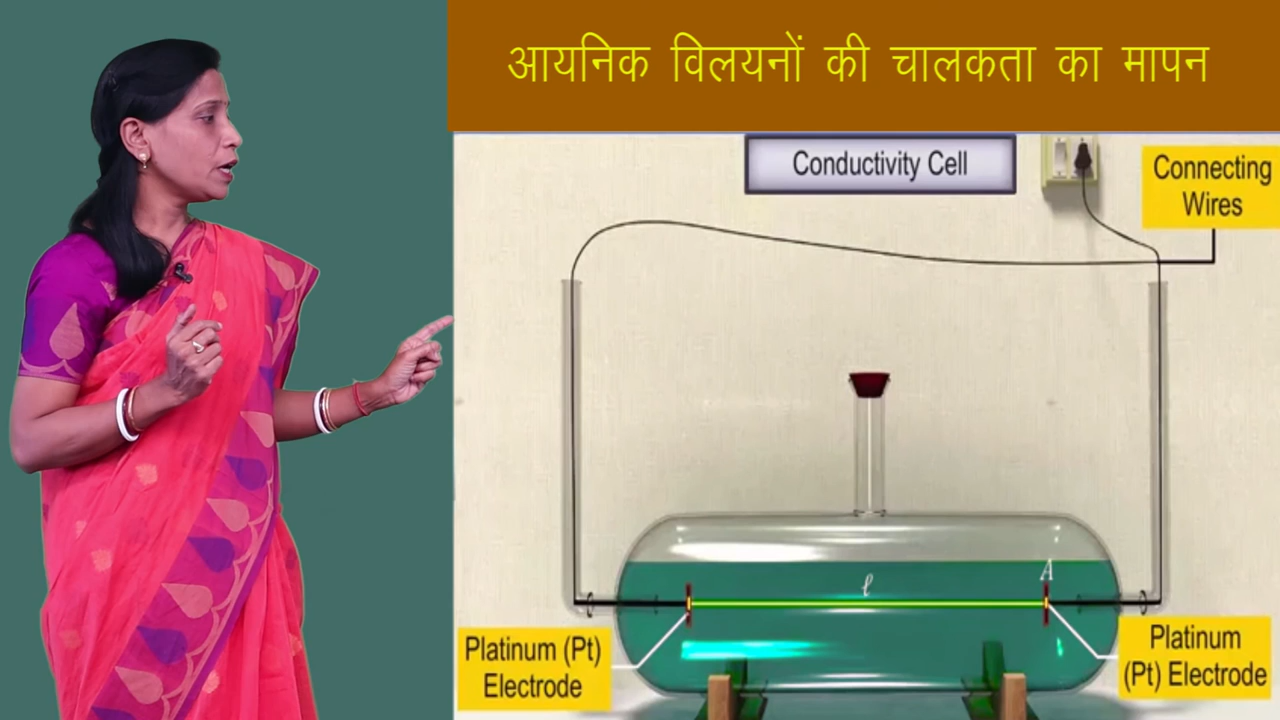 आयनिक विलयनों की चालकता का मापन
Conductivity Cell
Connecting
Wires
ℓ
A
Platinum (Pt)
Electrode
Platinum
(Pt) Electrode